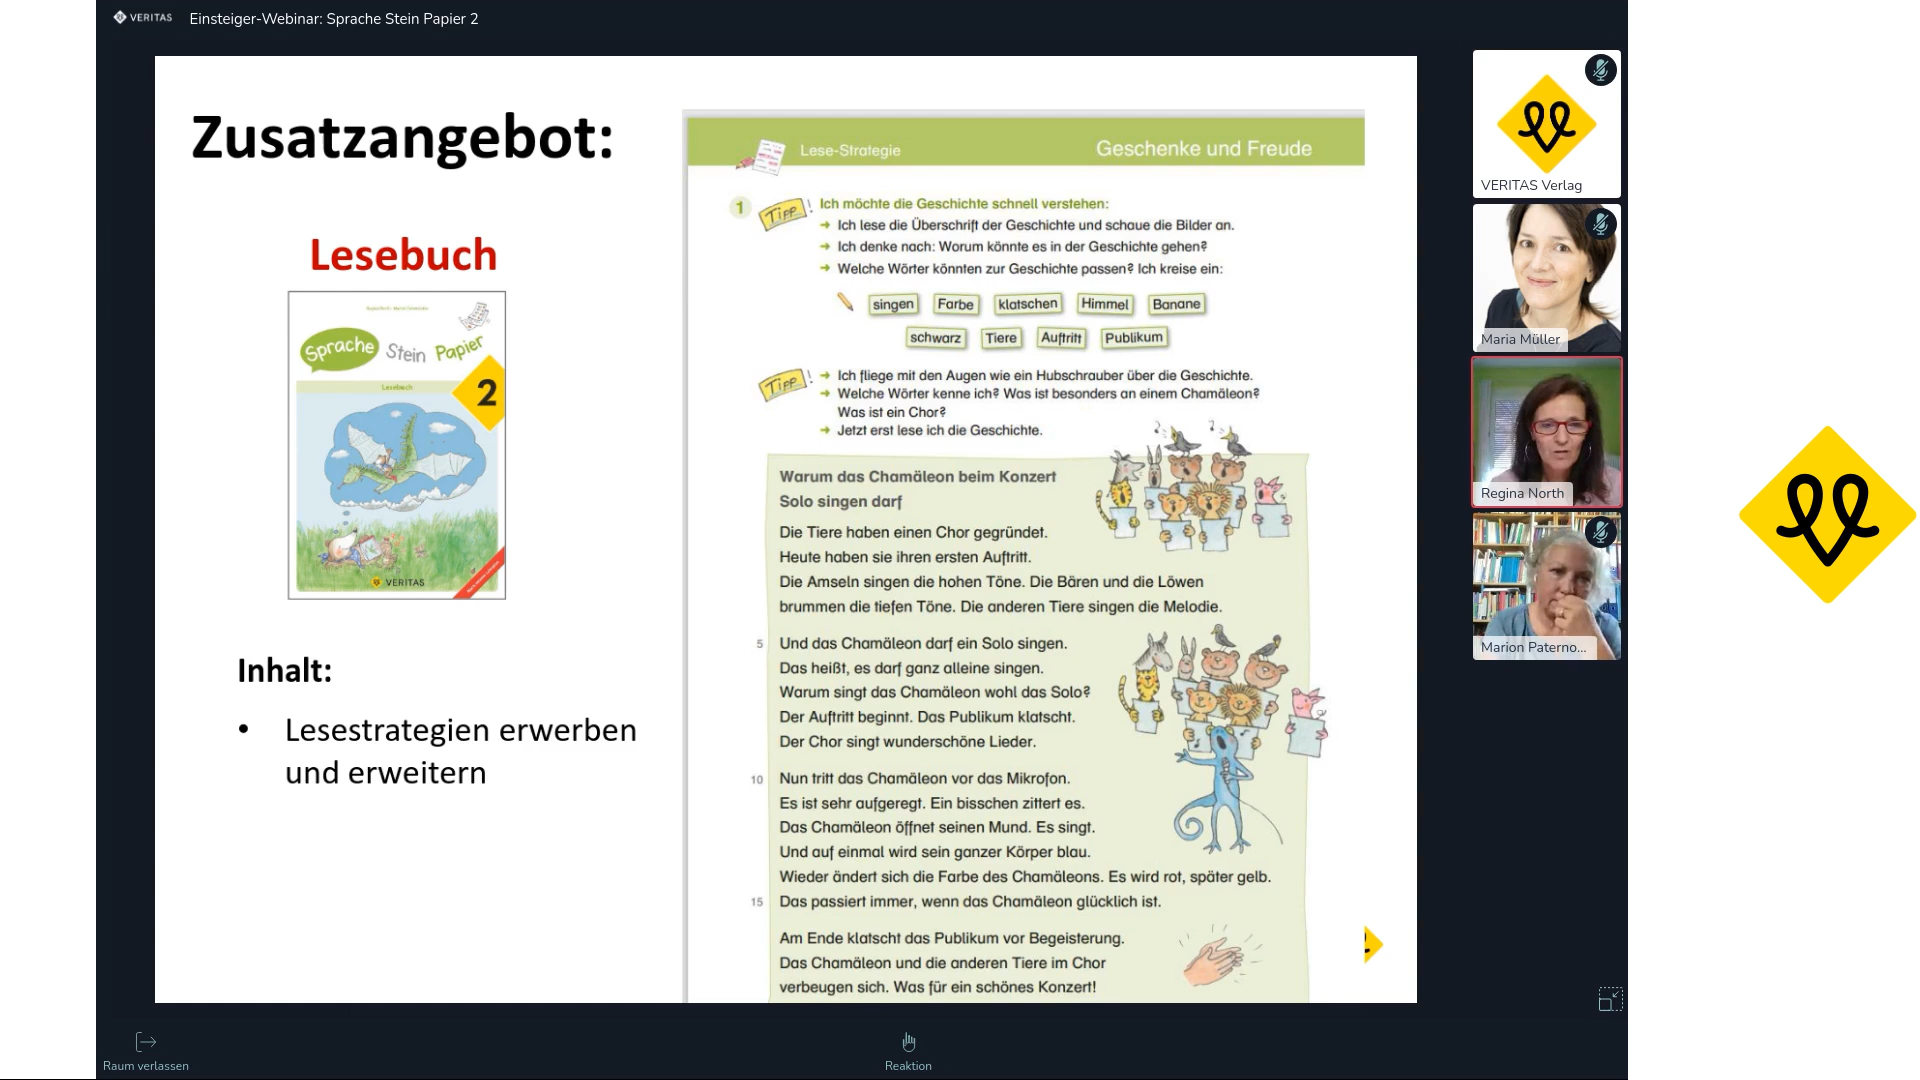 VERITAS Einsteiger-Webinar: Sprache Stein Papier 2
Zusatzangebot:
Lesebuch
Sprache Stein Papier
Lesebuch
2
VERITAS
Inhalt:
• Lesestrategien erwerben
und erweitern
Lese-Strategie Geschenke und Freude
1 Tipp! Ich möchte die Geschichte schnell verstehen:
➔ Ich lese die Überschrift der Geschichte und schaue die Bilder an.
➔ Ich denke nach: Worum könnte es in der Geschichte gehen?
➔ Welche Wörter könnten zur Geschichte passen? Ich kreise ein:
singen Farbe klatschen Himmel Banane
schwarz Tiere Auftritt Publikum
Tipp! ➔ Ich fliege mit den Augen wie ein Hubschrauber über die Geschichte.
➔ Welche Wörter kenne ich? Was ist besonders an einem Chamäleon?
Was ist ein Chor?
➔ Jetzt erst lese ich die Geschichte.
Warum das Chamäleon beim Konzert
Solo singen darf
Die Tiere haben einen Chor gegründet.
Heute haben sie ihren ersten Auftritt.
Die Amseln singen die hohen Töne. Die Bären und die Löwen
brummen die tiefen Töne. Die anderen Tiere singen die Melodie.
5 Und das Chamäleon darf ein Solo singen.
Das heißt, es darf ganz alleine singen.
Warum singt das Chamäleon wohl das Solo?
Der Auftritt beginnt. Das Publikum klatscht.
Der Chor singt wunderschöne Lieder.
10 Nun tritt das Chamäleon vor das Mikrofon.
Es ist sehr aufgeregt. Ein bisschen zittert es.
Das Chamäleon öffnet seinen Mund. Es singt.
Und auf einmal wird sein ganzer Körper blau.
Wieder ändert sich die Farbe des Chamäleons. Es wird rot, später gelb.
15 Das passiert immer, wenn das Chamäleon glücklich ist.
Am Ende klatscht das Publikum vor Begeisterung.
Das Chamäleon und die anderen Tiere im Chor
verbeugen sich. Was für ein schönes Konzert!
VERITAS Verlag
Maria Müller
Regina North
Marion Paterno...
Raum verlassen
Reaktion